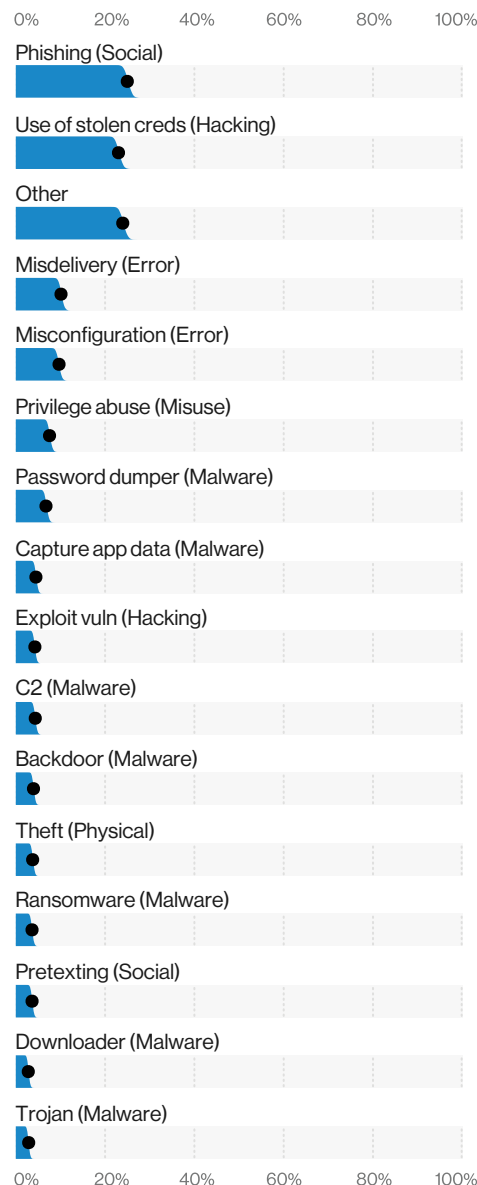 0% 20% 40% 60% 80% 100%
Phishing (Social)
Use of stolen creds (Hacking)
Other
Misdelivery (Error)
Misconfiguration (Error)
Privilege abuse (Misuse)
Password dumper (Malware)
Capture app data (Malware)
Exploit vuln (Hacking)
C2 (Malware)
Backdoor (Malware)
Theft (Physical)
Ransomware (Malware)
Pretexting (Social)
Downloader (Malware)
Trojan (Malware)
0% 20% 40% 60% 80% 100%